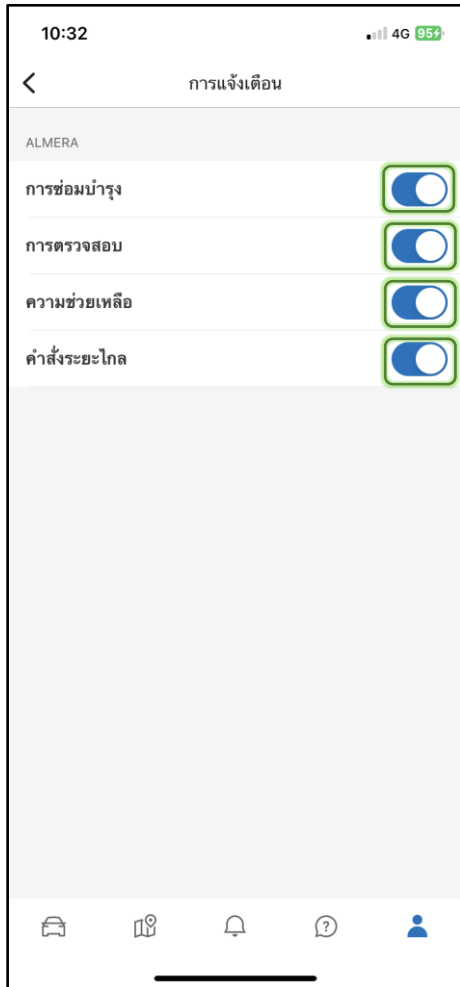 10:32
4G 95
การแจ้งเตือน
ALMERA
การซ่อมบำรุง
การตรวจสอบ
ความช่วยเหลือ
คำสั่งระยะไกล